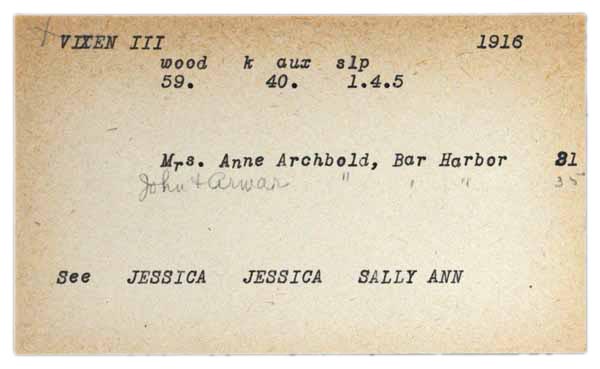 VIXEN III 1916
wood k aux slp
59. 40. 1.4.5
Mrs. Anne Archbold, Bar Harbor 31
John + " ' " 35
See JESSICA JESSICA SALLY ANN